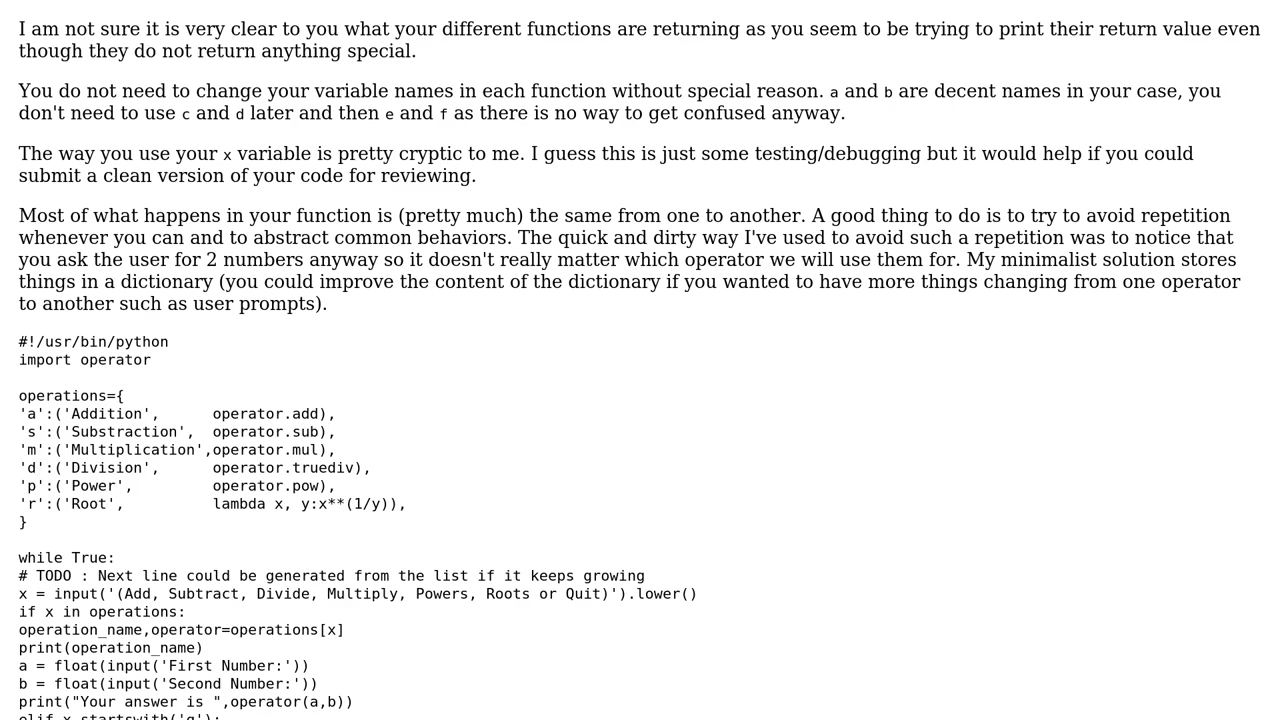 I am not sure it is very clear to you what your different functions are returning as you seem to be trying to print their return value even
though they do not return anything special.
You do not need to change your variable names in each function without special reason. a and b are decent names in your case, you
don't need to use c and d later and then e and f as there is no way to get confused anyway.
The way you use your x variable is pretty cryptic to me. I guess this is just some testing/debugging but it would help if you could
submit a clean version of your code for reviewing.
Most of what happens in your function is (pretty much) the same from one to another. A good thing to do is to try to avoid repetition
whenever you can and to abstract common behaviors. The quick and dirty way I've used to avoid such a repetition was to notice that
you ask the user for 2 numbers anyway so it doesn't really matter which operator we will use them for. My minimalist solution stores
things in a dictionary (you could improve the content of the dictionary if you wanted to have more things changing from one operator
to another such as user prompts).
#!/usr/bin/python
import operator
operations={
'a':('Addition',      operator.add),
's':('Substraction',  operator.sub),
'm':('Multiplication',operator.mul),
'd':('Division',      operator.truediv),
'p':('Power',         operator.pow),
'r':('Root',          lambda x, y:x**(1/y)),
}
while True:
# TODO : Next line could be generated from the list if it keeps growing
x = input('(Add, Subtract, Divide, Multiply, Powers, Roots or Quit)').lower()
if x in operations:
operation_name,operator=operations[x]
print(operation_name)
a = float(input('First Number:'))
b = float(input('Second Number:'))
print("Your answer is ",operator(a,b))
elif x.startswith('q'):